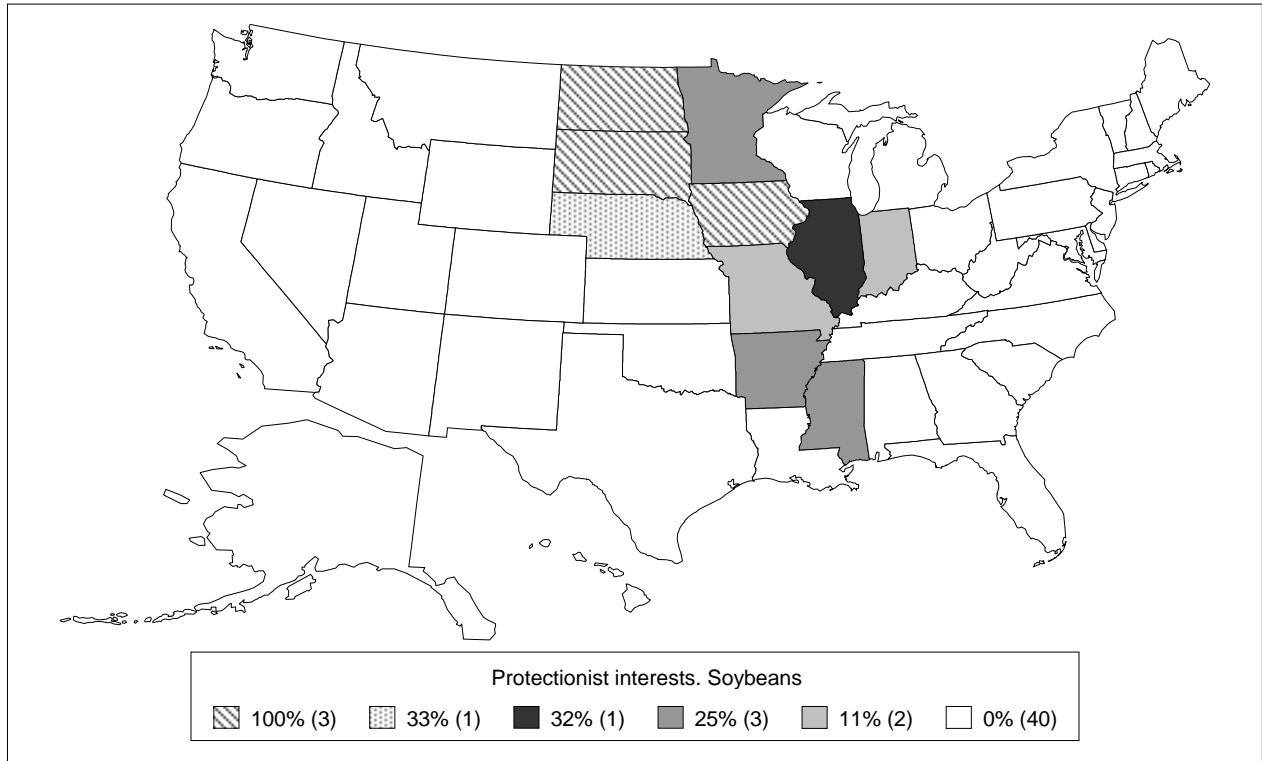 Protectionist interests. Soybeans
100% (3) 33% (1) 32% (1) 25% (3) 11% (2) 0% (40)